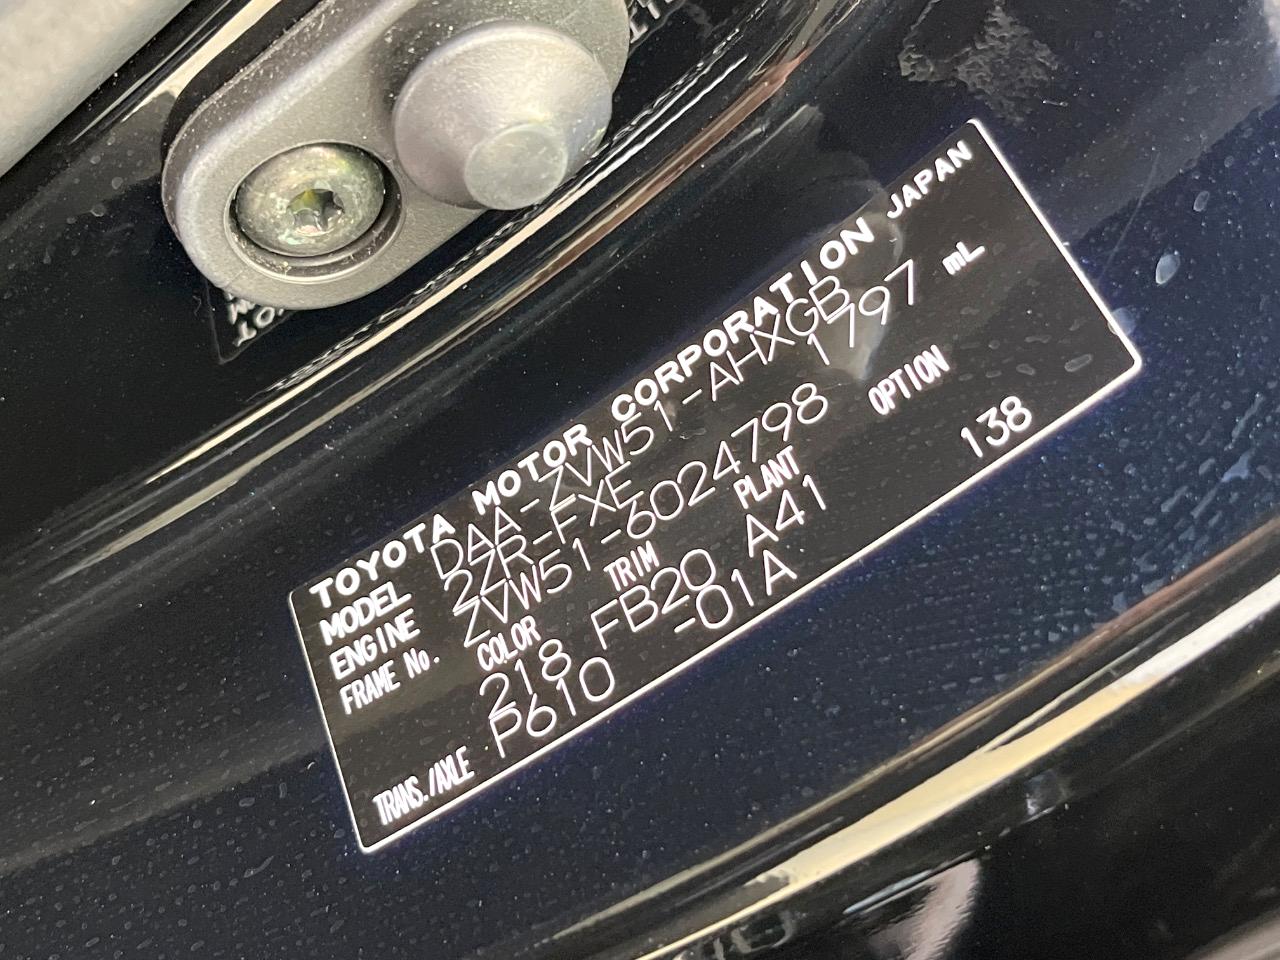 TOYOTA MOTOR CORPORATION JAPAN
MODEL DAA-ZVW51-AHXGB
ENGINE 2ZR-FXE 1797 mL
FRAME No. ZVW51-6024798
COLOR TRIM PLANT OPTION
218 FB20 A41 138
TRANS./AXLE P610 -01A